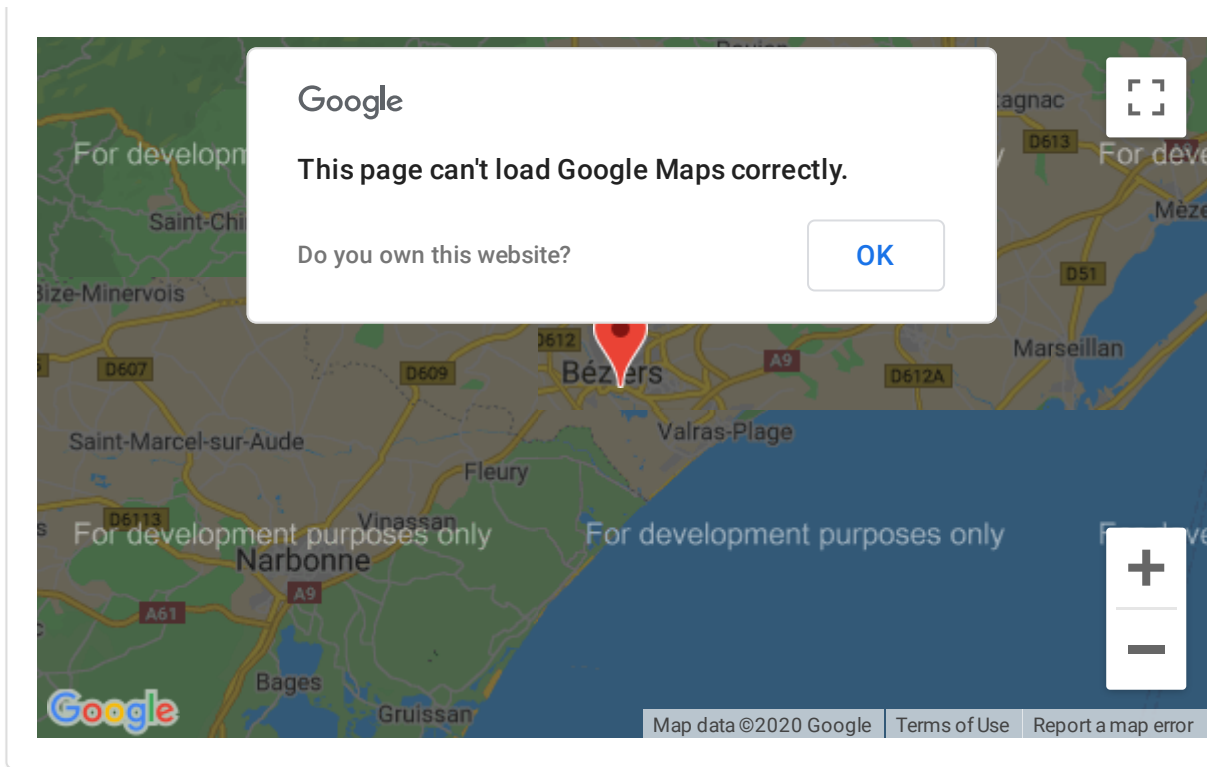 Google
This page can't load Google Maps correctly.
Do you own this website?
OK
tagnac
D613
For developm
For deve
Saint-Chi
Mèze
D51
Bize-Minervois
D612
Marseillan
D607
D609
Béziers
A9
D612A
Saint-Marcel-sur-Aude
Valras-Plage
Fleury
D6113
Vinassan
For development purposes only
For development purposes only
Narbonne
A9
A61
Bages
Google
Gruissan
Map data ©2020 Google
Terms of Use
Report a map error